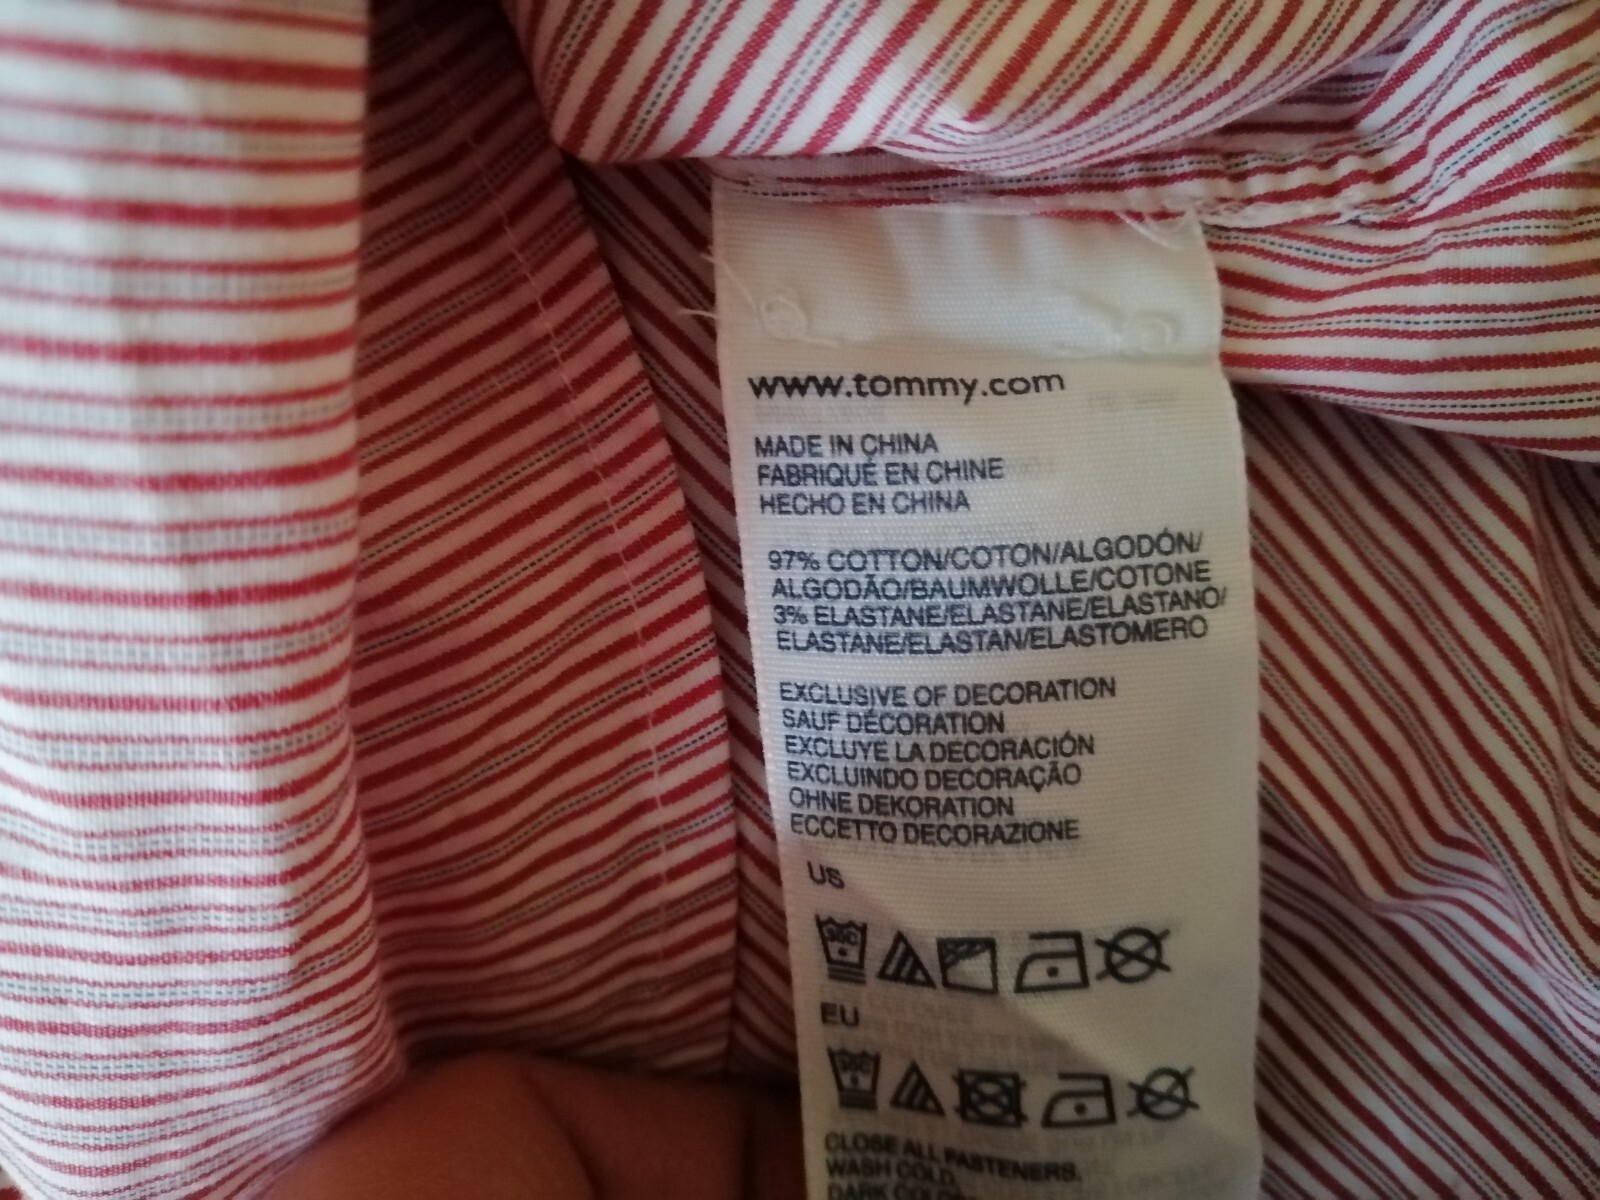 www.tommy.com
MADE IN CHINA
FABRIQUÉ EN CHINE
HECHO EN CHINA
97% COTTON/COTON/ALGODÓN/
ALGODÃO/BAUMWOLLE/COTONE
3% ELASTANE/ELASTANE/ELASTANO/
ELASTANE/ELASTAN/ELASTOMERO
EXCLUSIVE OF DECORATION
SAUF DÉCORATION
EXCLUYE LA DECORACIÓN
EXCLUINDO DECORAÇÃO
OHNE DEKORATION
ECCETTO DECORAZIONE
US
EU
CLOSE ALL FASTENERS.
WASH COLD.
DARK